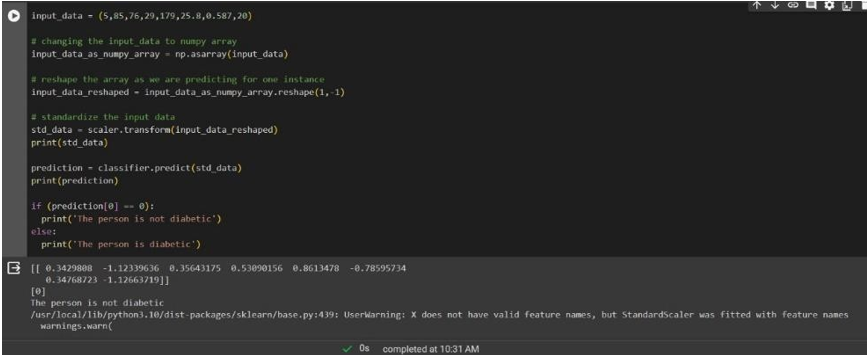 input_data = (5,85,76,29,179,25.8,0.587,20)
# changing the input_data to numpy array
input_data_as_numpy_array = np.asarray(input_data)
# reshape the array as we are predicting for one instance
input_data_reshaped = input_data_as_numpy_array.reshape(1,-1)
# standardize the input data
std_data = scaler.transform(input_data_reshaped)
print(std_data)
prediction = classifier.predict(std_data)
print(prediction)
if (prediction[0] == 0):
  print('The person is not diabetic')
else:
  print('The person is diabetic')
[[ 0.3429808  -1.12339636  0.35643175  0.53090156  0.8613478  -0.78595734
   0.34768723 -1.12663719]]
[0]
The person is not diabetic
/usr/local/lib/python3.10/dist-packages/sklearn/base.py:439: UserWarning: X does not have valid feature names, but StandardScaler was fitted with feature names
  warnings.warn(
0s completed at 10:31 AM